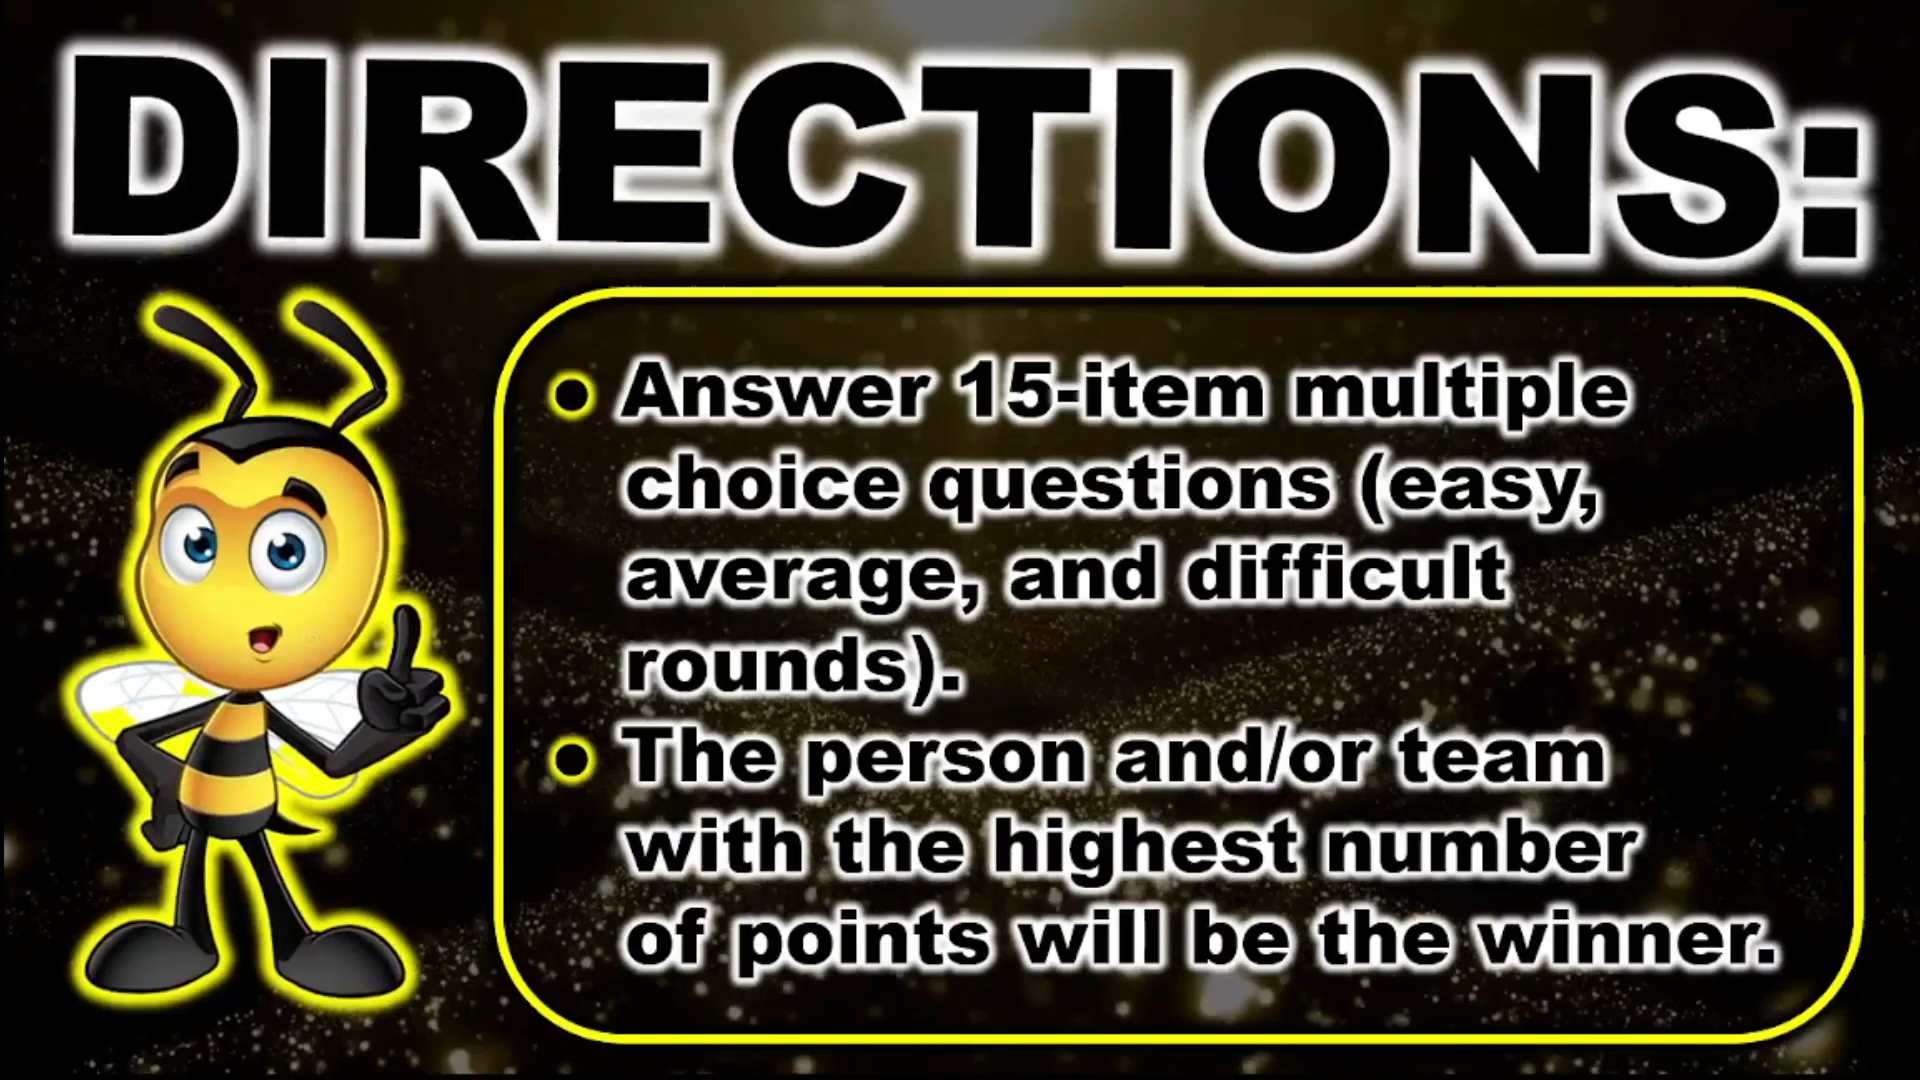 DIRECTIONS:
• Answer 15-item multiple
choice questions (easy,
average, and difficult
rounds).
• The person and/or team
with the highest number
of points will be the winner.